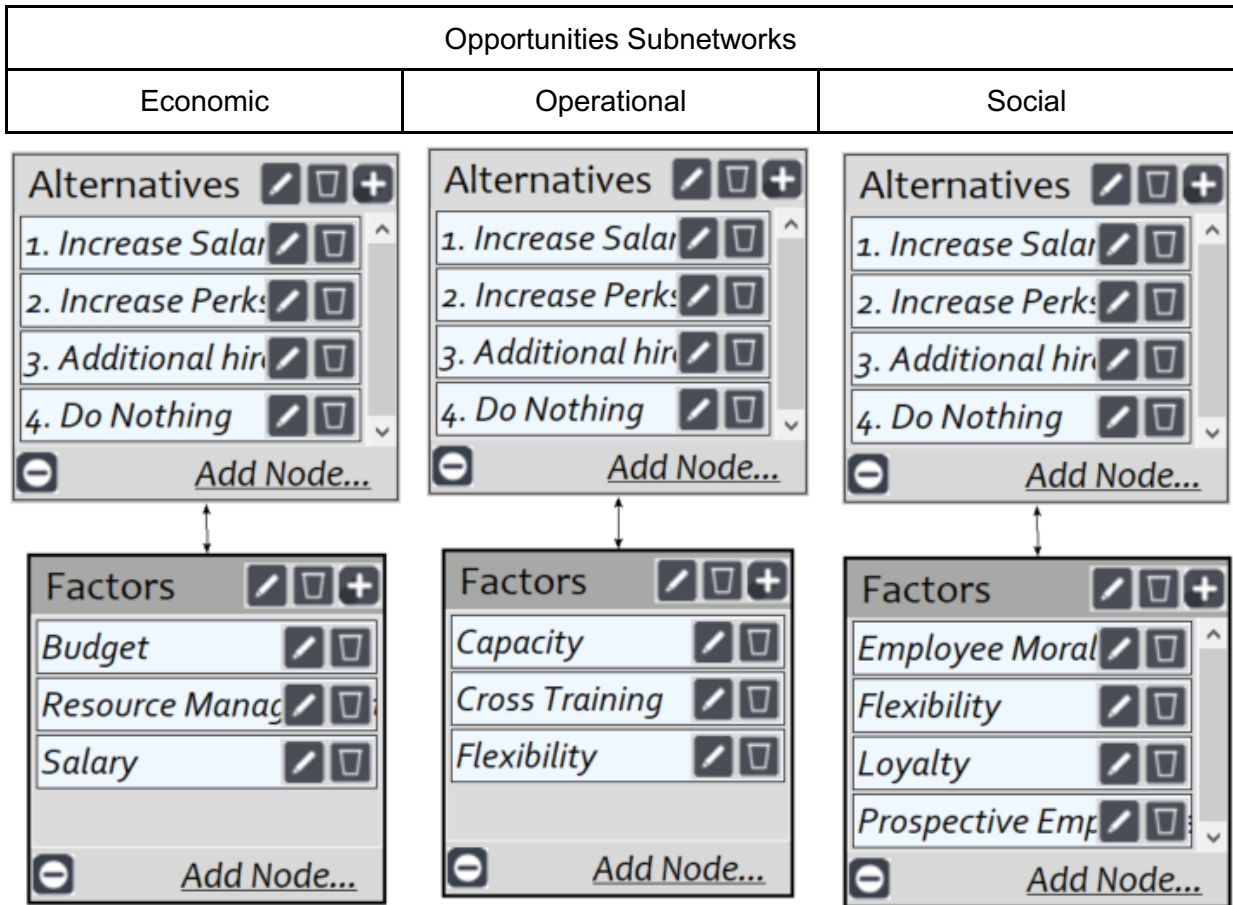 Opportunities Subnetworks
Economic
Operational
Social
Alternatives
1. Increase Salar
2. Increase Perks
3. Additional hir
4. Do Nothing
Add Node...
Factors
Budget
Resource Manag
Salary
Add Node...
Alternatives
1. Increase Salar
2. Increase Perks
3. Additional hir
4. Do Nothing
Add Node...
Factors
Capacity
Cross Training
Flexibility
Add Node...
Alternatives
1. Increase Salar
2. Increase Perks
3. Additional hir
4. Do Nothing
Add Node...
Factors
Employee Moral
Flexibility
Loyalty
Prospective Emp
Add Node...